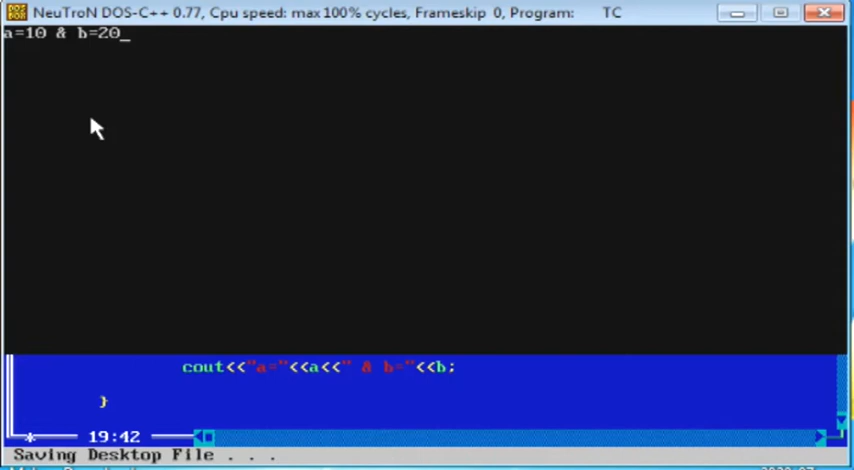 NeuTroN DOS-C++ 0.77, Cpu speed: max 100% cycles, Frameskip 0, Program: TC
a=10 & b=20_
cout<<"a="<<a<<" & b="<<b;
}
* 19:42
Saving Desktop File . . .